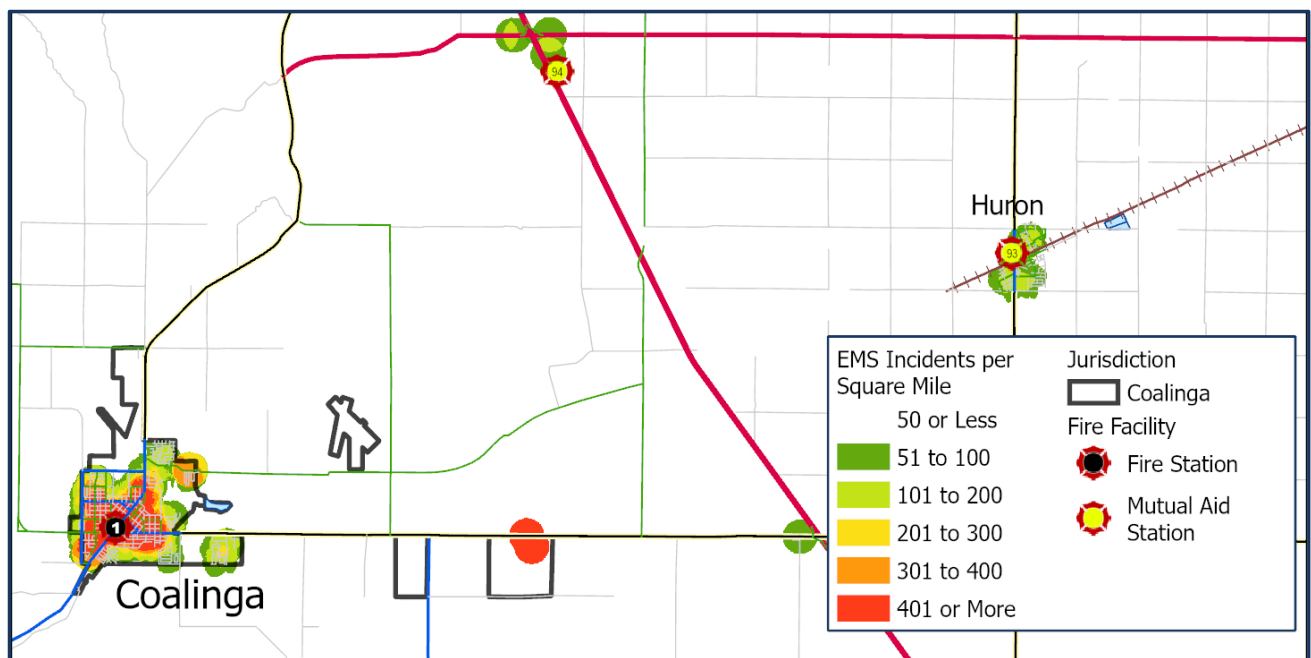 94
Huron
93
1
Coalinga
EMS Incidents per
Square Mile
50 or Less
51 to 100
101 to 200
201 to 300
301 to 400
401 or More
Jurisdiction
Coalinga
Fire Facility
Fire Station
Mutual Aid
Station